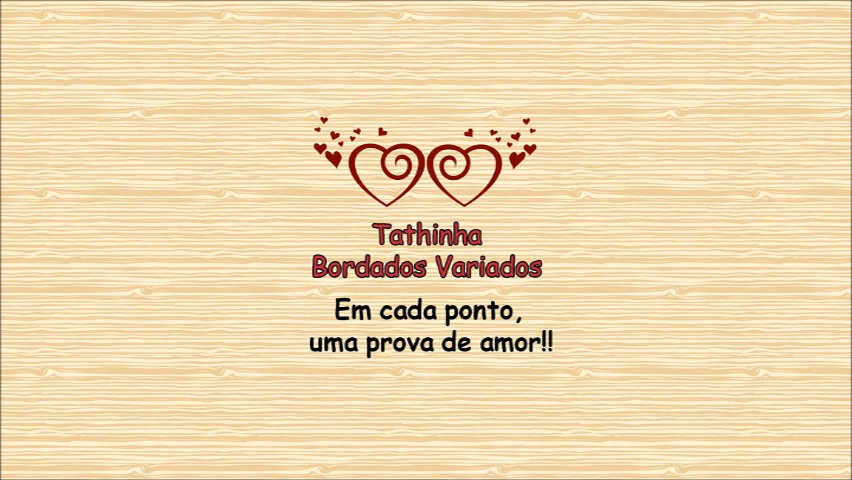 Tathinha
Bordados Variados
Em cada ponto,
uma prova de amor!!